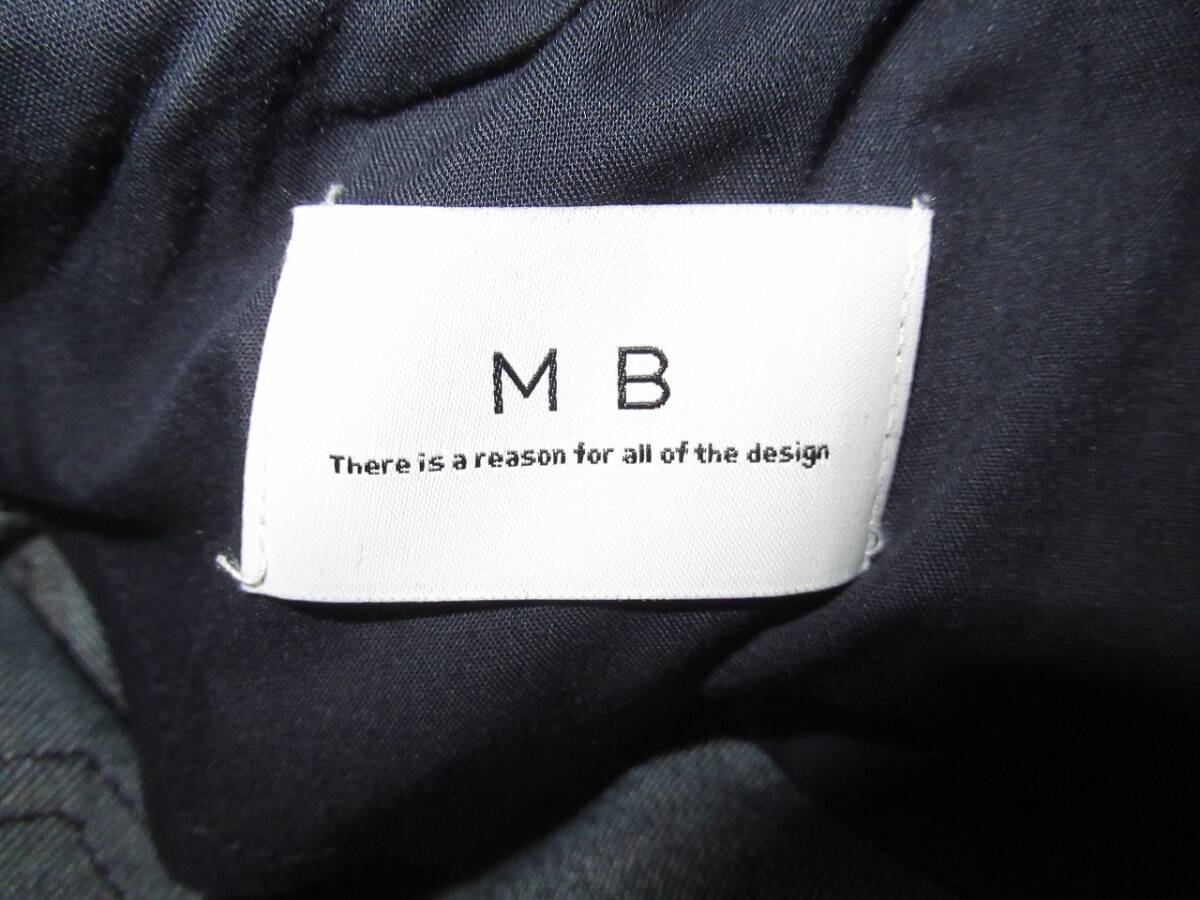 M B
There is a reason for all of the design